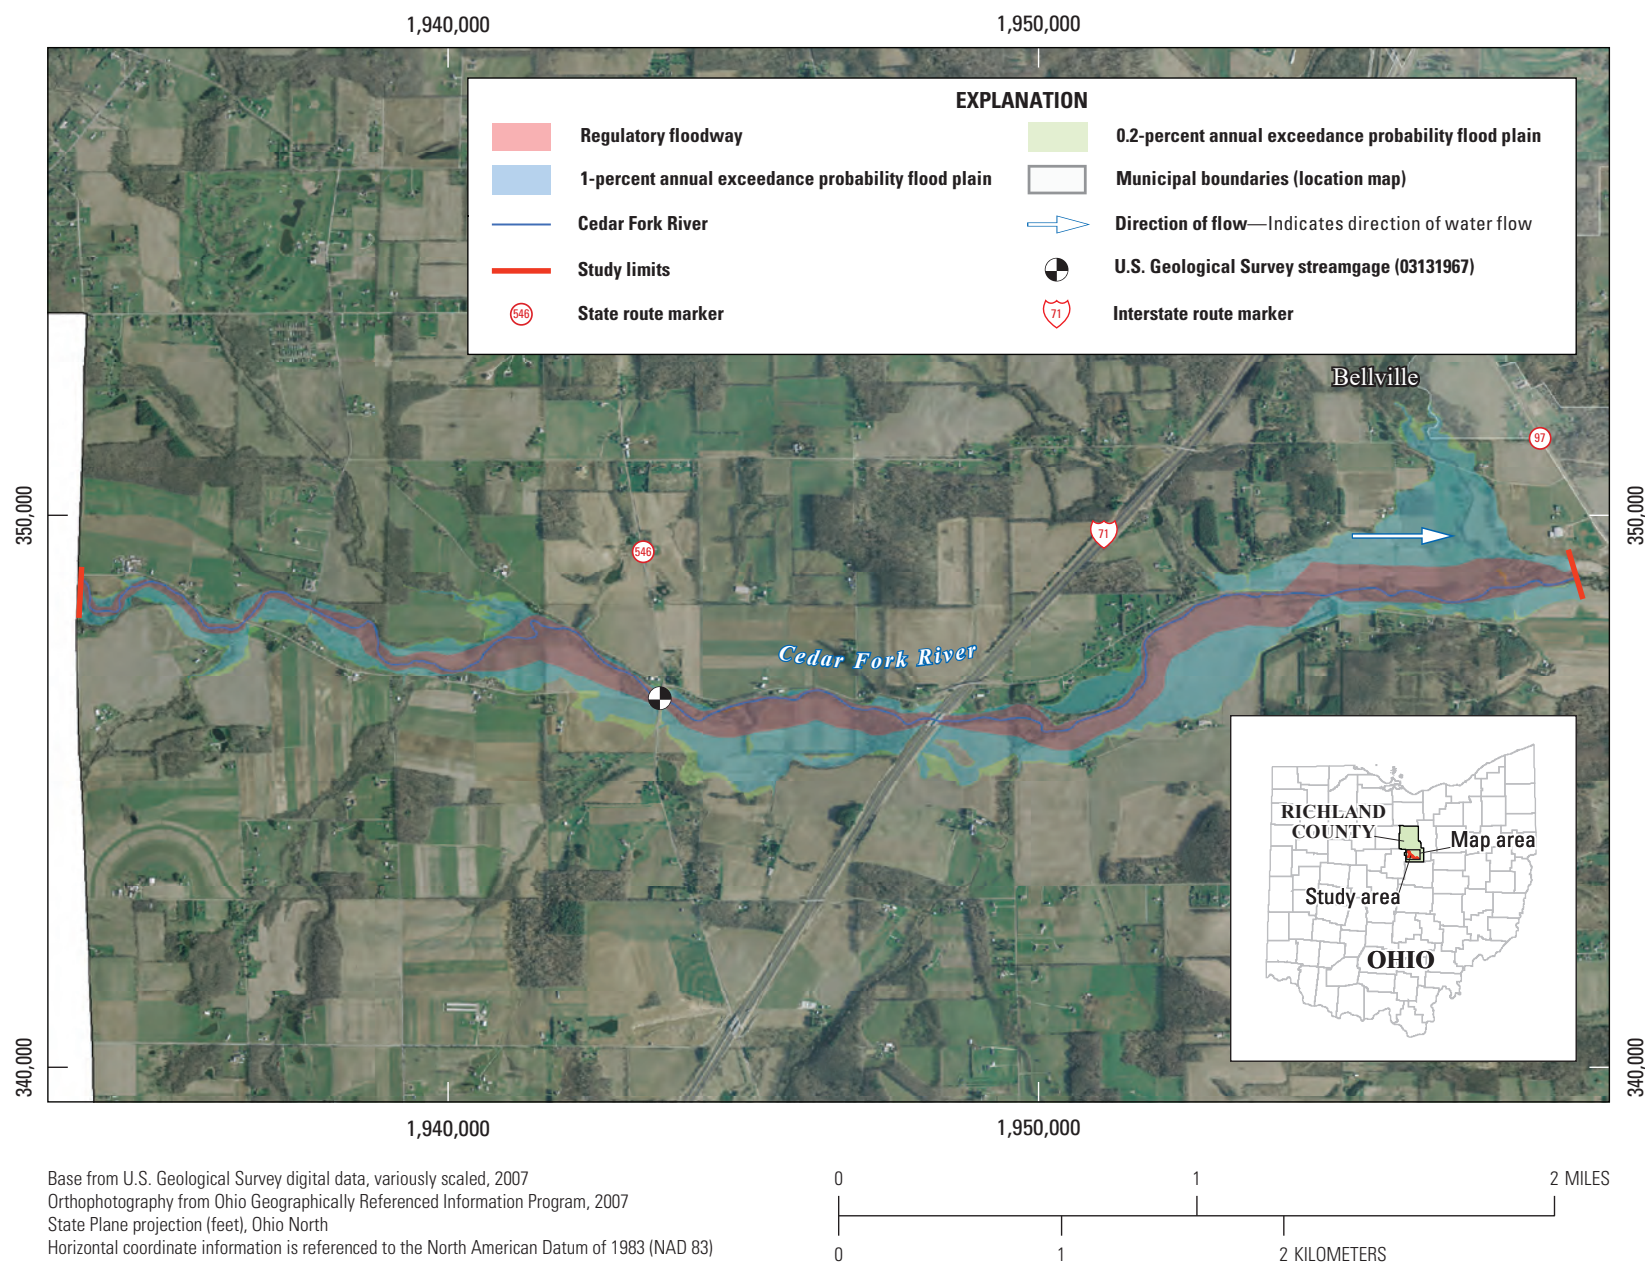 1,940,000
1,950,000
EXPLANATION
Regulatory floodway
0.2-percent annual exceedance probability flood plain
1-percent annual exceedance probability flood plain
Municipal boundaries (location map)
Cedar Fork River
Direction of flow—Indicates direction of water flow
Study limits
U.S. Geological Survey streamgage (03131967)
546
State route marker
71
Interstate route marker
Bellville
97
350,000
350,000
71
546
Cedar Fork River
RICHLAND
COUNTY
Map area
Study area
OHIO
340,000
340,000
1,940,000
1,950,000
Base from U.S. Geological Survey digital data, variously scaled, 2007
Orthophotography from Ohio Geographically Referenced Information Program, 2007
State Plane projection (feet), Ohio North
Horizontal coordinate information is referenced to the North American Datum of 1983 (NAD 83)
0
1
2 MILES
0
1
2 KILOMETERS